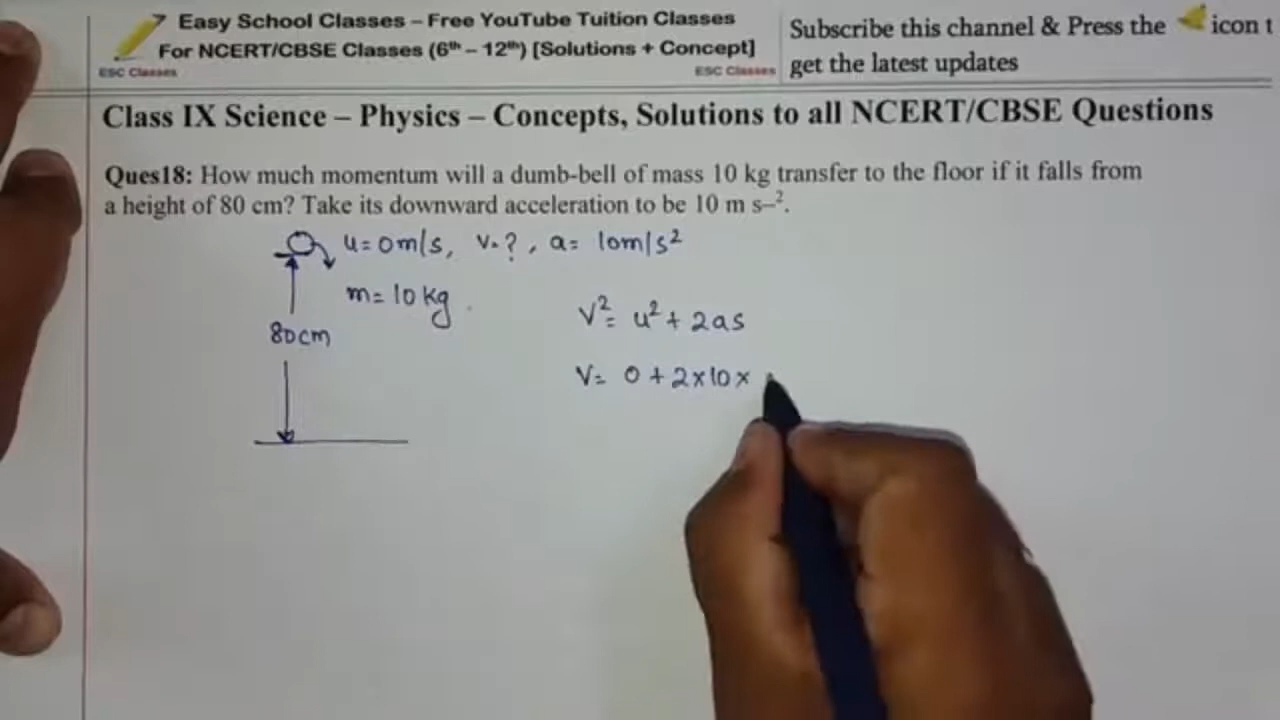 Easy School Classes – Free YouTube Tuition Classes
For NCERT/CBSE Classes (6th – 12th) [Solutions + Concept]
ESC Classes
ESC Classes
Subscribe this channel & Press the icon t
get the latest updates
Class IX Science – Physics – Concepts, Solutions to all NCERT/CBSE Questions
Ques18: How much momentum will a dumb-bell of mass 10 kg transfer to the floor if it falls from
a height of 80 cm? Take its downward acceleration to be 10 m s–².
u=0m/s, v=?, a= 10m/s²
m=10kg
80cm
V²= u²+2as
V= 0+2×10×